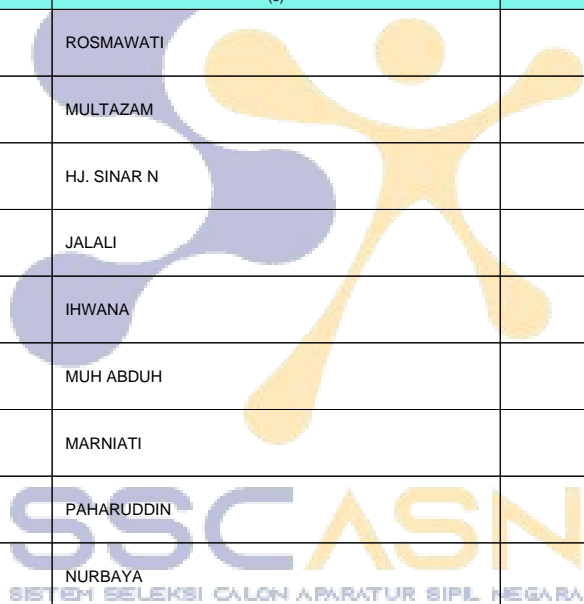 (3)
ROSMAWATI
MULTAZAM
HJ. SINAR N
JALALI
IHWANA
MUH ABDUH
MARNIATI
PAHARUDDIN
NURBAYA
SSCASN
SISTEM SELEKSI CALON APARATUR SIPIL NEGARA